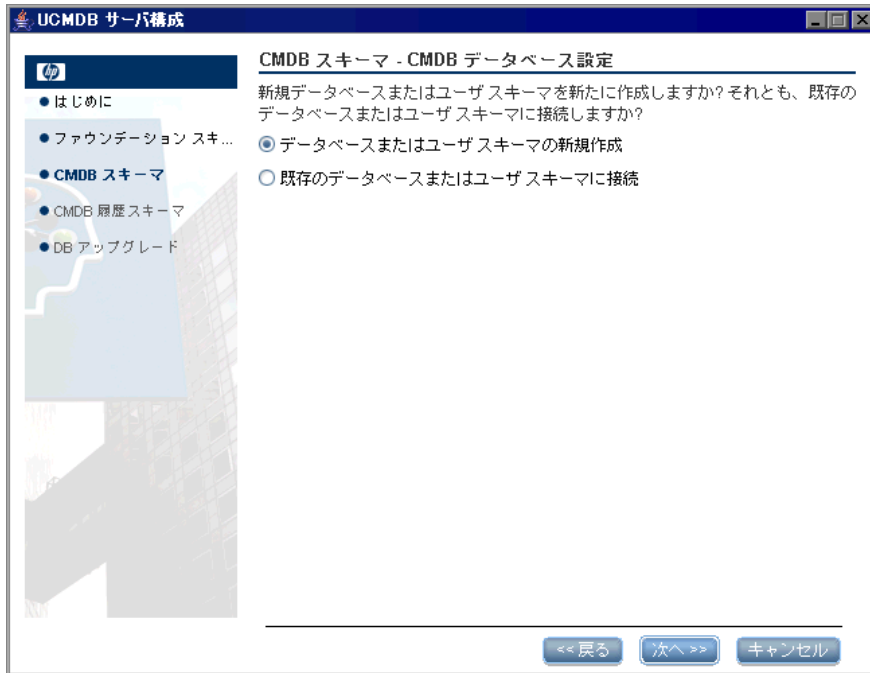 UCMDB サーバ構成
hp
はじめに
ファウンデーション スキ...
CMDB スキーマ
CMDB 履歴スキーマ
DB アップグレード
CMDB スキーマ - CMDB データベース設定
新規データベースまたはユーザ スキーマを新たに作成しますか? それとも、既存の
データベースまたはユーザ スキーマに接続しますか?
データベースまたはユーザ スキーマの新規作成
既存のデータベースまたはユーザ スキーマに接続
<< 戻る
次へ >>
キャンセル